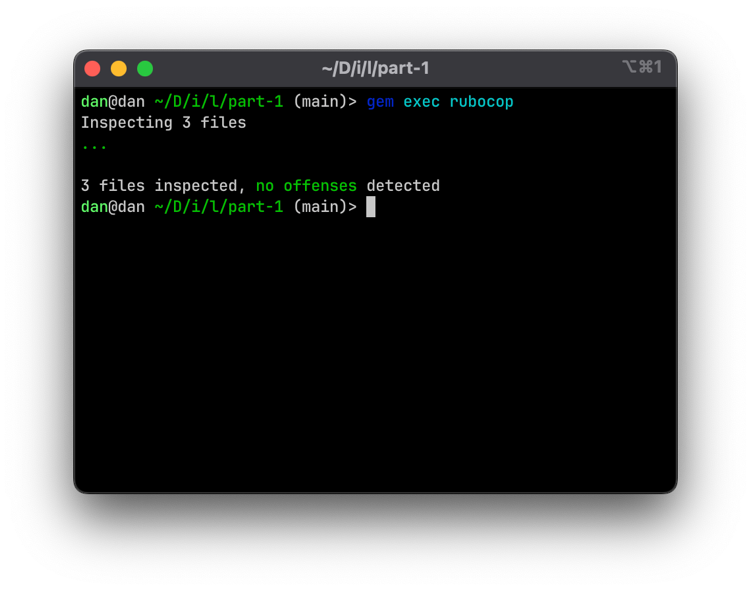 ~/D/i/l/part-1 ⌥⌘1
dan@dan ~/D/i/l/part-1 (main)> gem exec rubocop
Inspecting 3 files
...
3 files inspected, no offenses detected
dan@dan ~/D/i/l/part-1 (main)>